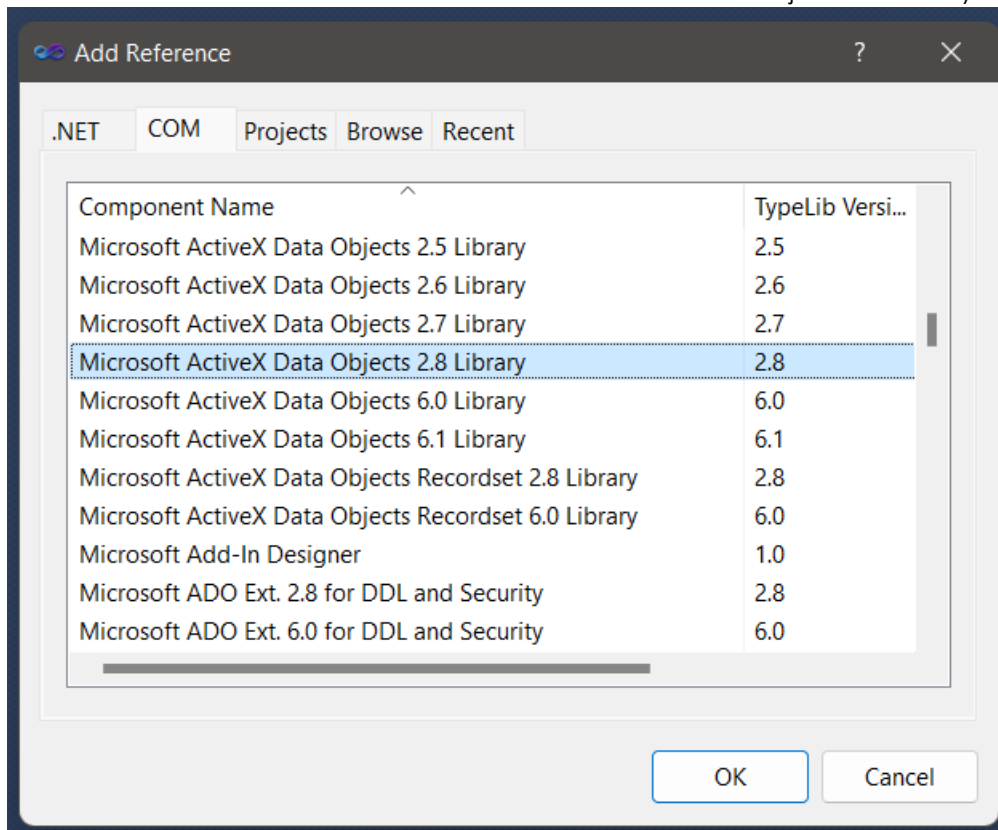 Add Reference ?
.NET COM Projects Browse Recent
Component Name TypeLib Versi...
Microsoft ActiveX Data Objects 2.5 Library 2.5
Microsoft ActiveX Data Objects 2.6 Library 2.6
Microsoft ActiveX Data Objects 2.7 Library 2.7
Microsoft ActiveX Data Objects 2.8 Library 2.8
Microsoft ActiveX Data Objects 6.0 Library 6.0
Microsoft ActiveX Data Objects 6.1 Library 6.1
Microsoft ActiveX Data Objects Recordset 2.8 Library 2.8
Microsoft ActiveX Data Objects Recordset 6.0 Library 6.0
Microsoft Add-In Designer 1.0
Microsoft ADO Ext. 2.8 for DDL and Security 2.8
Microsoft ADO Ext. 6.0 for DDL and Security 6.0
OK Cancel